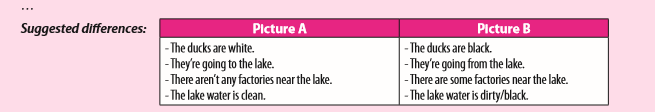 ...
Suggested differences:
Picture A
Picture B
- The ducks are white.
- They're going to the lake.
- There aren't any factories near the lake.
- The lake water is clean.
- The ducks are black.
- They're going from the lake.
- There are some factories near the lake.
- The lake water is dirty/black.